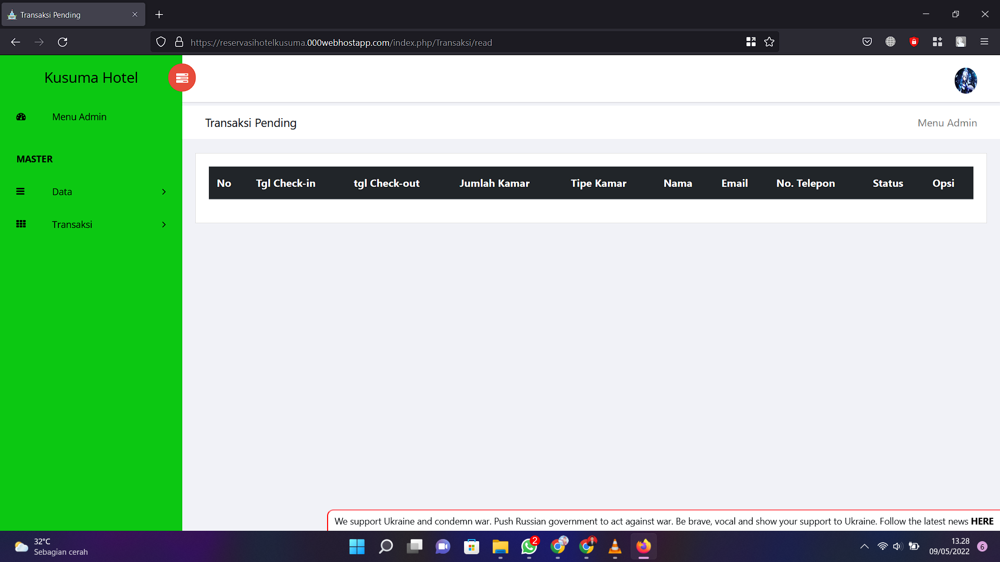 Transaksi Pending
https://reservasihotelkusuma.000webhostapp.com/index.php/Transaksi/read
Kusuma Hotel
Menu Admin
MASTER
Data
Transaksi
Transaksi Pending
Menu Admin
No Tgl Check-in tgl Check-out Jumlah Kamar Tipe Kamar Nama Email No. Telepon Status Opsi
We support Ukraine and condemn war. Push Russian government to act against war. Be brave, vocal and show your support to Ukraine. Follow the latest news HERE
32°C
Sebagian cerah
2
13.28
09/05/2022
6